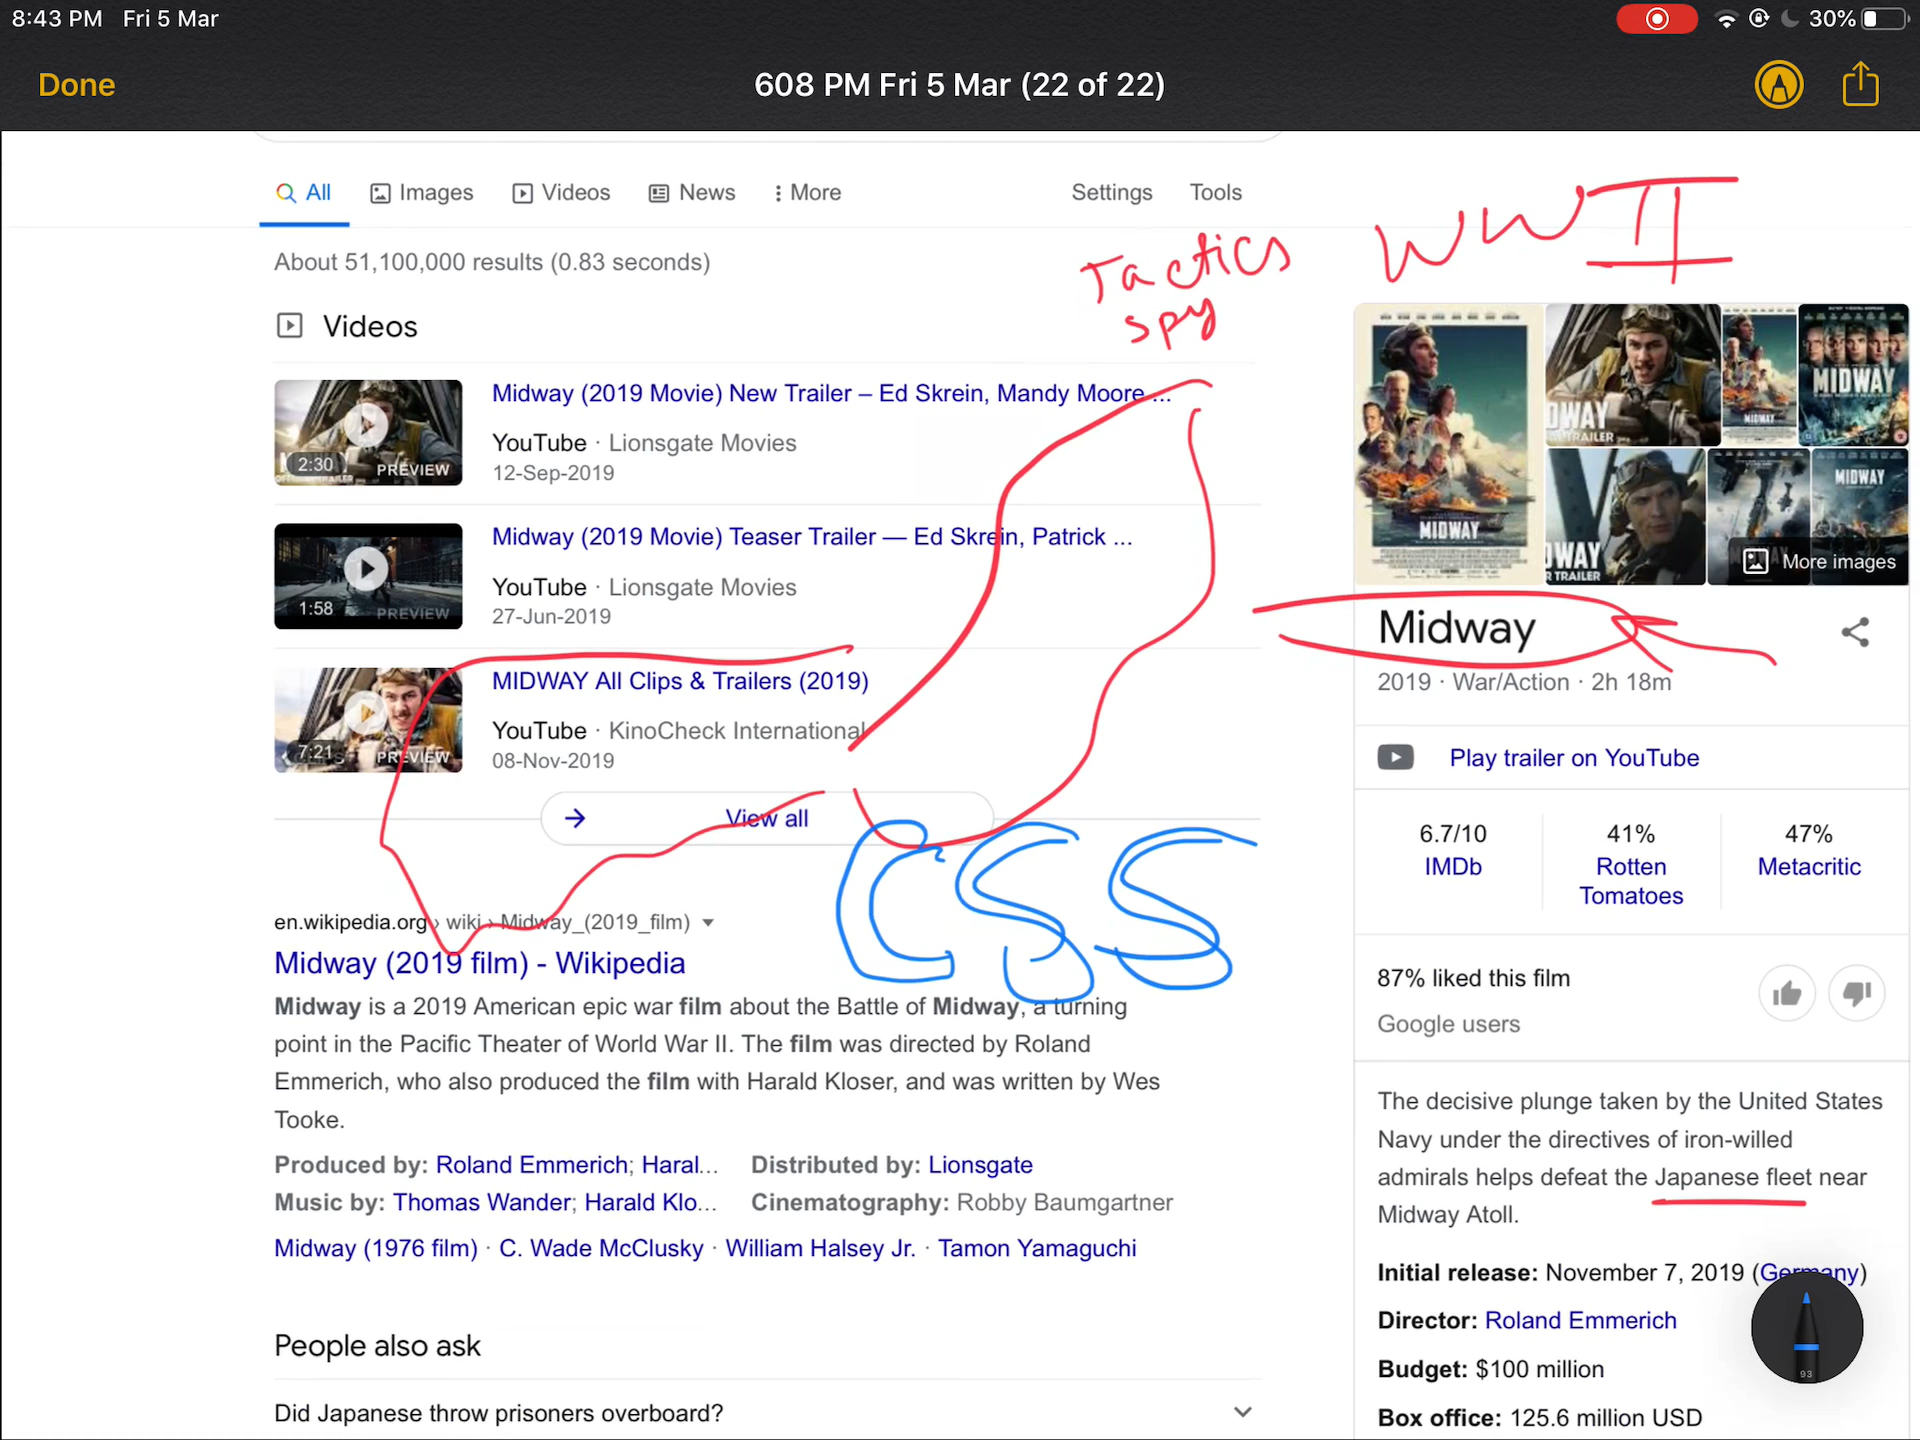 8:43 PM Fri 5 Mar
30%
Done
608 PM Fri 5 Mar (22 of 22)
All Images Videos News More Settings Tools
WW II
About 51,100,000 results (0.83 seconds)
Tactics
spy
Videos
Midway (2019 Movie) New Trailer – Ed Skrein, Mandy Moore ...
YouTube · Lionsgate Movies
12-Sep-2019
2:30 PREVIEW
Midway (2019 Movie) Teaser Trailer — Ed Skrein, Patrick ...
YouTube · Lionsgate Movies
27-Jun-2019
1:58 PREVIEW
MIDWAY All Clips & Trailers (2019)
YouTube · KinoCheck International
08-Nov-2019
7:21 PREVIEW
View all
CSS
en.wikipedia.org › wiki › Midway_(2019_film)
Midway (2019 film) - Wikipedia
Midway is a 2019 American epic war film about the Battle of Midway, a turning
point in the Pacific Theater of World War II. The film was directed by Roland
Emmerich, who also produced the film with Harald Kloser, and was written by Wes
Tooke.
Produced by: Roland Emmerich; Haral... Distributed by: Lionsgate
Music by: Thomas Wander; Harald Klo... Cinematography: Robby Baumgartner
Midway (1976 film) · C. Wade McClusky · William Halsey Jr. · Tamon Yamaguchi
People also ask
Did Japanese throw prisoners overboard?
MIDWAY
DWAY
TRAILER
MIDWAY
MIDWAY
WAY
R TRAILER
MIDWAY
More images
Midway
2019 · War/Action · 2h 18m
Play trailer on YouTube
6.7/10 41% 47%
IMDb Rotten Tomatoes Metacritic
87% liked this film
Google users
The decisive plunge taken by the United States
Navy under the directives of iron-willed
admirals helps defeat the Japanese fleet near
Midway Atoll.
Initial release: November 7, 2019 (Germany)
Director: Roland Emmerich
Budget: $100 million
Box office: 125.6 million USD
93